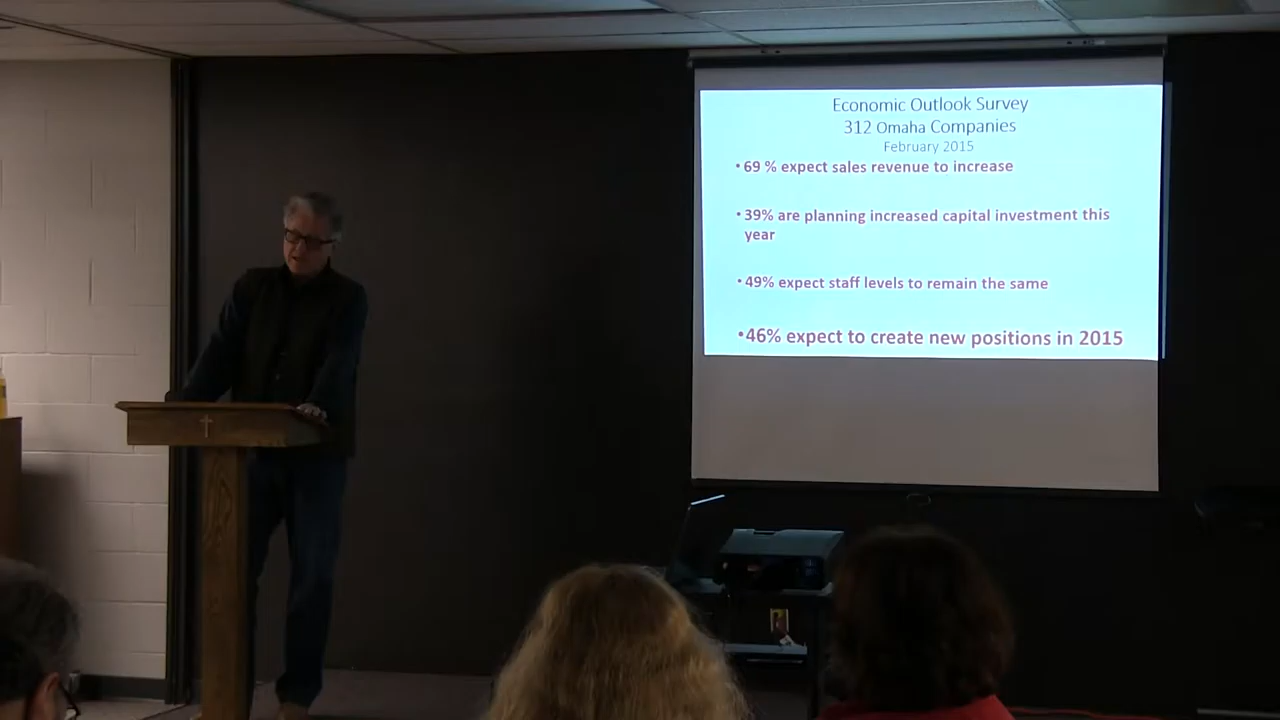 Economic Outlook Survey
312 Omaha Companies
February 2015
•69 % expect sales revenue to increase
•39% are planning increased capital investment this
year
•49% expect staff levels to remain the same
•46% expect to create new positions in 2015